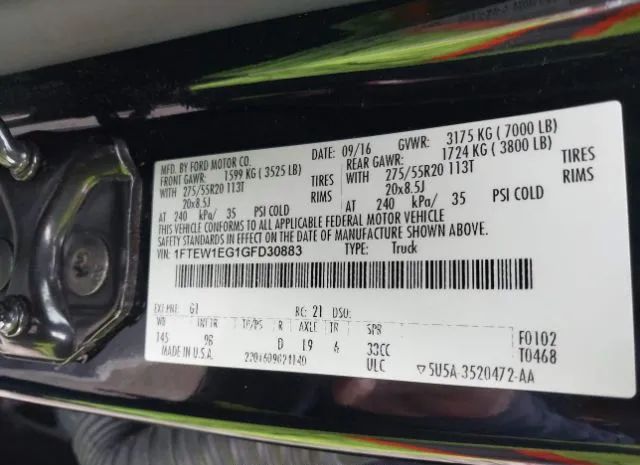 MFD. BY FORD MOTOR CO.
DATE: 09/16 GVWR: 3175 KG ( 7000 LB)
FRONT GAWR: 1599 KG ( 3525 LB) REAR GAWR: 1724 KG ( 3800 LB)
WITH 275/55R20 113T TIRES WITH 275/55R20 113T TIRES
20x8.5J RIMS 20x8.5J RIMS
AT 240 kPa/ 35 PSI COLD AT 240 kPa/ 35 PSI COLD
THIS VEHICLE CONFORMS TO ALL APPLICABLE FEDERAL MOTOR VEHICLE
SAFETY STANDARDS IN EFFECT ON THE DATE OF MANUFACTURE SHOWN ABOVE.
VIN: 1FTEW1EG1GFD30883 TYPE: Truck
EXT PNT: G1 RC: 21 DSO:
WB INT TR TP/PS R AXLE TR SPR
145 D 19 6 33CC F0102
MADE IN U.S.A. ULC T0468
5U5A-3520472-AA